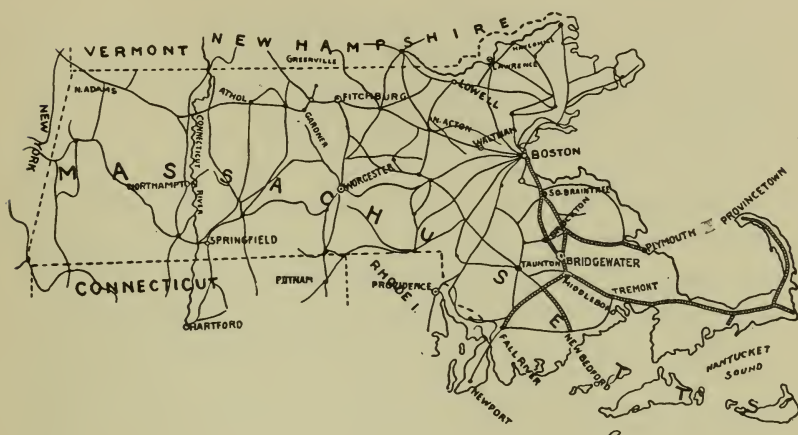 VERMONT
NEW HAMPSHIRE
GREENVILLE
LAWRENCE
LOWELL
N. ADAMS
ATHOL
FITCHBURG
GARDNER
N. ACTON
WALTHAM
NEW YORK
CONNECTICUT RIVER
BOSTON
MASSACHUSETTS
NORTHAMPTON
WORCESTER
SO. BRAINTREE
BROCKTON
PLYMOUTH
PROVINCETOWN
SPRINGFIELD
TAUNTON
BRIDGEWATER
CONNECTICUT
PUTNAM
RHODE I.
PROVIDENCE
MIDDLEBORO
TREMONT
HARTFORD
FALL RIVER
NEW BEDFORD
NANTUCKET
SOUND
NEWPORT